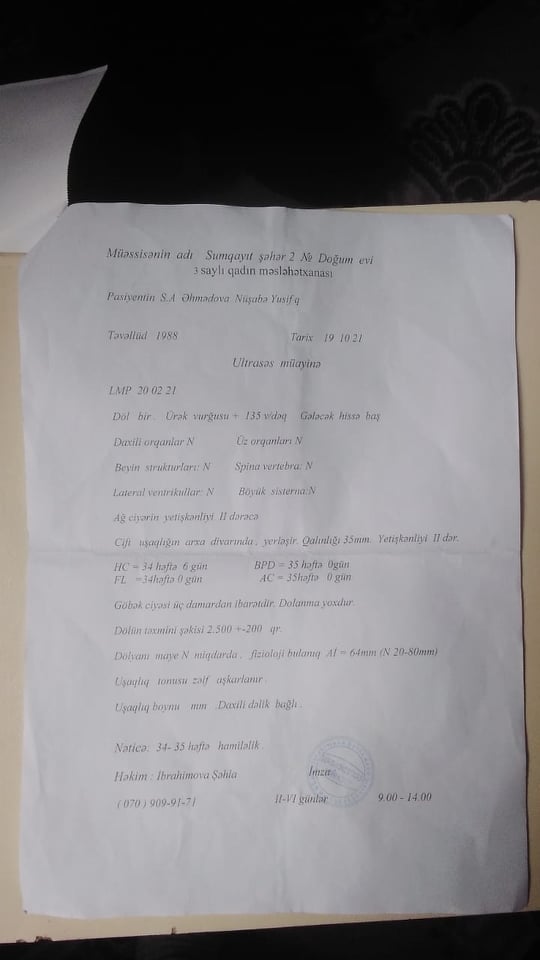 Müəssisənin adı Sumqayıt şəhər 2 № Doğum evi
3 saylı qadın məsləhətxanası
Pasiyentin S.A Əhmədova Nuşabə Yusif q
Təvəllüd 1988 Tarix 19 10 21
Ultrasəs müayinə
LMP 20 02 21
Döl bir . Ürək vurğusu + 135 v/dəq Gələcək hissə baş
Daxili orqanlar N Üz orqanları N
Beyin strukturları: N Spina vertebra: N
Lateral ventrikullar: N Böyük sisterna:N
Ağ ciyərin yetişkənliyi II dərəcə
Cift uşaqlığın arxa divarında , yerləşir. Qalınlığı 35mm. Yetişkənliyi II dər.
HC = 34 həftə 6 gün BPD = 35 həftə 0gün
FL =34həftə 0 gün AC = 35həftə 0 gün
Göbək ciyəsi üç damardan ibarətdir. Dolanma yoxdur.
Dölün təxmini şəkisi 2.500 +-200 qr.
Dölyanı maye N miqdarda , fizioloji bulanıq Af = 64mm (N 20-80mm)
Uşaqlıq tonusu zəif aşkarlanır .
Uşaqlıq boynu mm .Daxili dəlik bağlı .
Nəticə: 34- 35 həftə hamiləlik .
Həkim : Ibrahimova Şəhla İmza:
( 070 ) 909-91-71 II-VI günlər 9.00 - 14.00